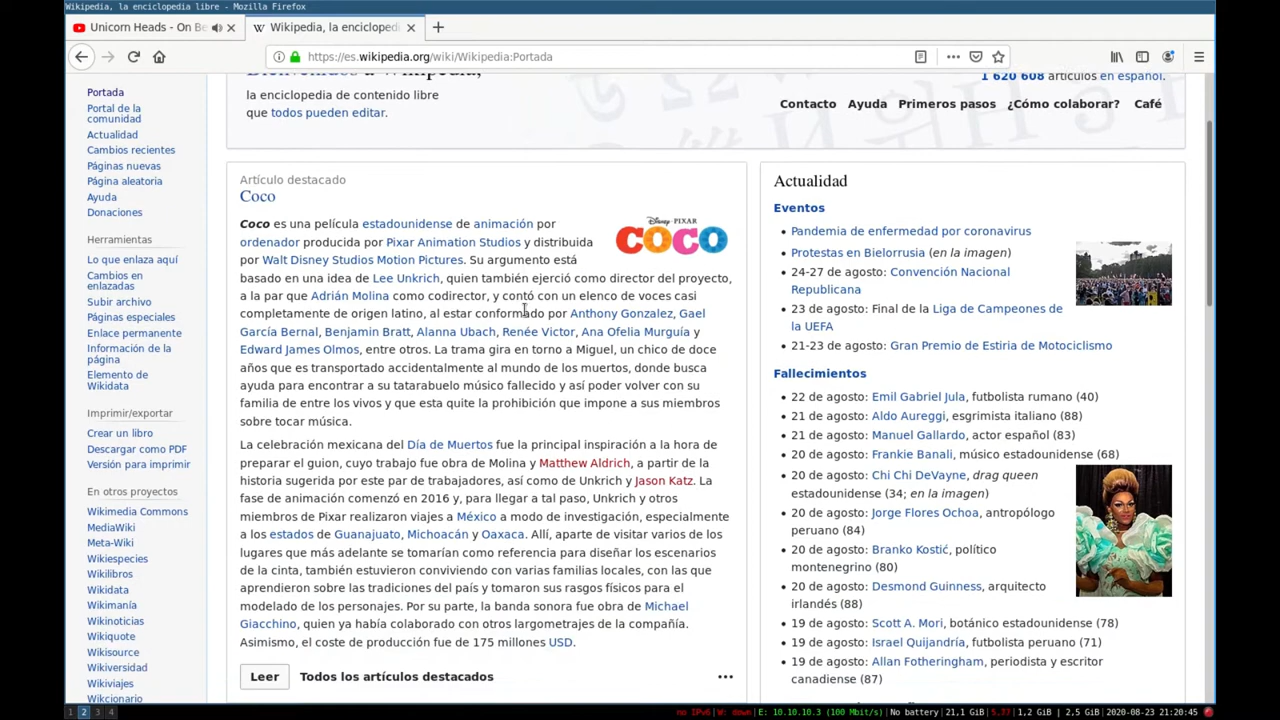 Wikipedia, la enciclopedia libre - Mozilla Firefox
Unicorn Heads - On Be
Wikipedia, la enciclopedi
https://es.wikipedia.org/wiki/Wikipedia:Portada
Bienvenidos a Wikipedia,
la enciclopedia de contenido libre
que todos pueden editar.
1 620 608 artículos en español.
Contacto Ayuda Primeros pasos ¿Cómo colaborar? Café
Portada
Portal de la
comunidad
Actualidad
Cambios recientes
Páginas nuevas
Página aleatoria
Ayuda
Donaciones
Herramientas
Lo que enlaza aquí
Cambios en
enlazadas
Subir archivo
Páginas especiales
Enlace permanente
Información de la
página
Elemento de
Wikidata
Imprimir/exportar
Crear un libro
Descargar como PDF
Versión para imprimir
En otros proyectos
Wikimedia Commons
MediaWiki
Meta-Wiki
Wikispecies
Wikilibros
Wikidata
Wikimanía
Wikinoticias
Wikiquote
Wikisource
Wikiversidad
Wikiviajes
Wikcionario
Artículo destacado
Coco
DISNEY · PIXAR
COCO
Coco es una película estadounidense de animación por
ordenador producida por Pixar Animation Studios y distribuida
por Walt Disney Studios Motion Pictures. Su argumento está
basado en una idea de Lee Unkrich, quien también ejerció como director del proyecto,
a la par que Adrián Molina como codirector, y contó con un elenco de voces casi
completamente de origen latino, al estar conformado por Anthony Gonzalez, Gael
García Bernal, Benjamin Bratt, Alanna Ubach, Renée Victor, Ana Ofelia Murguía y
Edward James Olmos, entre otros. La trama gira en torno a Miguel, un chico de doce
años que es transportado accidentalmente al mundo de los muertos, donde busca
ayuda para encontrar a su tatarabuelo músico fallecido y así poder volver con su
familia de entre los vivos y que esta quite la prohibición que impone a sus miembros
sobre tocar música.
La celebración mexicana del Día de Muertos fue la principal inspiración a la hora de
preparar el guion, cuyo trabajo fue obra de Molina y Matthew Aldrich, a partir de la
historia sugerida por este par de trabajadores, así como de Unkrich y Jason Katz. La
fase de animación comenzó en 2016 y, para llegar a tal paso, Unkrich y otros
miembros de Pixar realizaron viajes a México a modo de investigación, especialmente
a los estados de Guanajuato, Michoacán y Oaxaca. Allí, aparte de visitar varios de los
lugares que más adelante se tomarían como referencia para diseñar los escenarios
de la cinta, también estuvieron conviviendo con varias familias locales, con las que
aprendieron sobre las tradiciones del país y tomaron sus rasgos físicos para el
modelado de los personajes. Por su parte, la banda sonora fue obra de Michael
Giacchino, quien ya había colaborado con otros largometrajes de la compañía.
Asimismo, el coste de producción fue de 175 millones USD.
Leer Todos los artículos destacados
Actualidad
Eventos
Pandemia de enfermedad por coronavirus
Protestas en Bielorrusia (en la imagen)
24-27 de agosto: Convención Nacional
Republicana
23 de agosto: Final de la Liga de Campeones de
la UEFA
21-23 de agosto: Gran Premio de Estiria de Motociclismo
Fallecimientos
22 de agosto: Emil Gabriel Jula, futbolista rumano (40)
21 de agosto: Aldo Aureggi, esgrimista italiano (88)
21 de agosto: Manuel Gallardo, actor español (83)
20 de agosto: Frankie Banali, músico estadounidense (68)
20 de agosto: Chi Chi DeVayne, drag queen
estadounidense (34; en la imagen)
20 de agosto: Jorge Flores Ochoa, antropólogo
peruano (84)
20 de agosto: Branko Kostić, político
montenegrino (80)
20 de agosto: Desmond Guinness, arquitecto
irlandés (88)
19 de agosto: Scott A. Mori, botánico estadounidense (78)
19 de agosto: Israel Quijandría, futbolista peruano (71)
19 de agosto: Allan Fotheringham, periodista y escritor
canadiense (87)
1 2 3 4
no IPv6|W: down|E: 10.10.10.3 (100 Mbit/s)|No battery|21,1 GiB|5.77|1,2 GiB | 2,5 GiB|2020-08-23 21:20:45